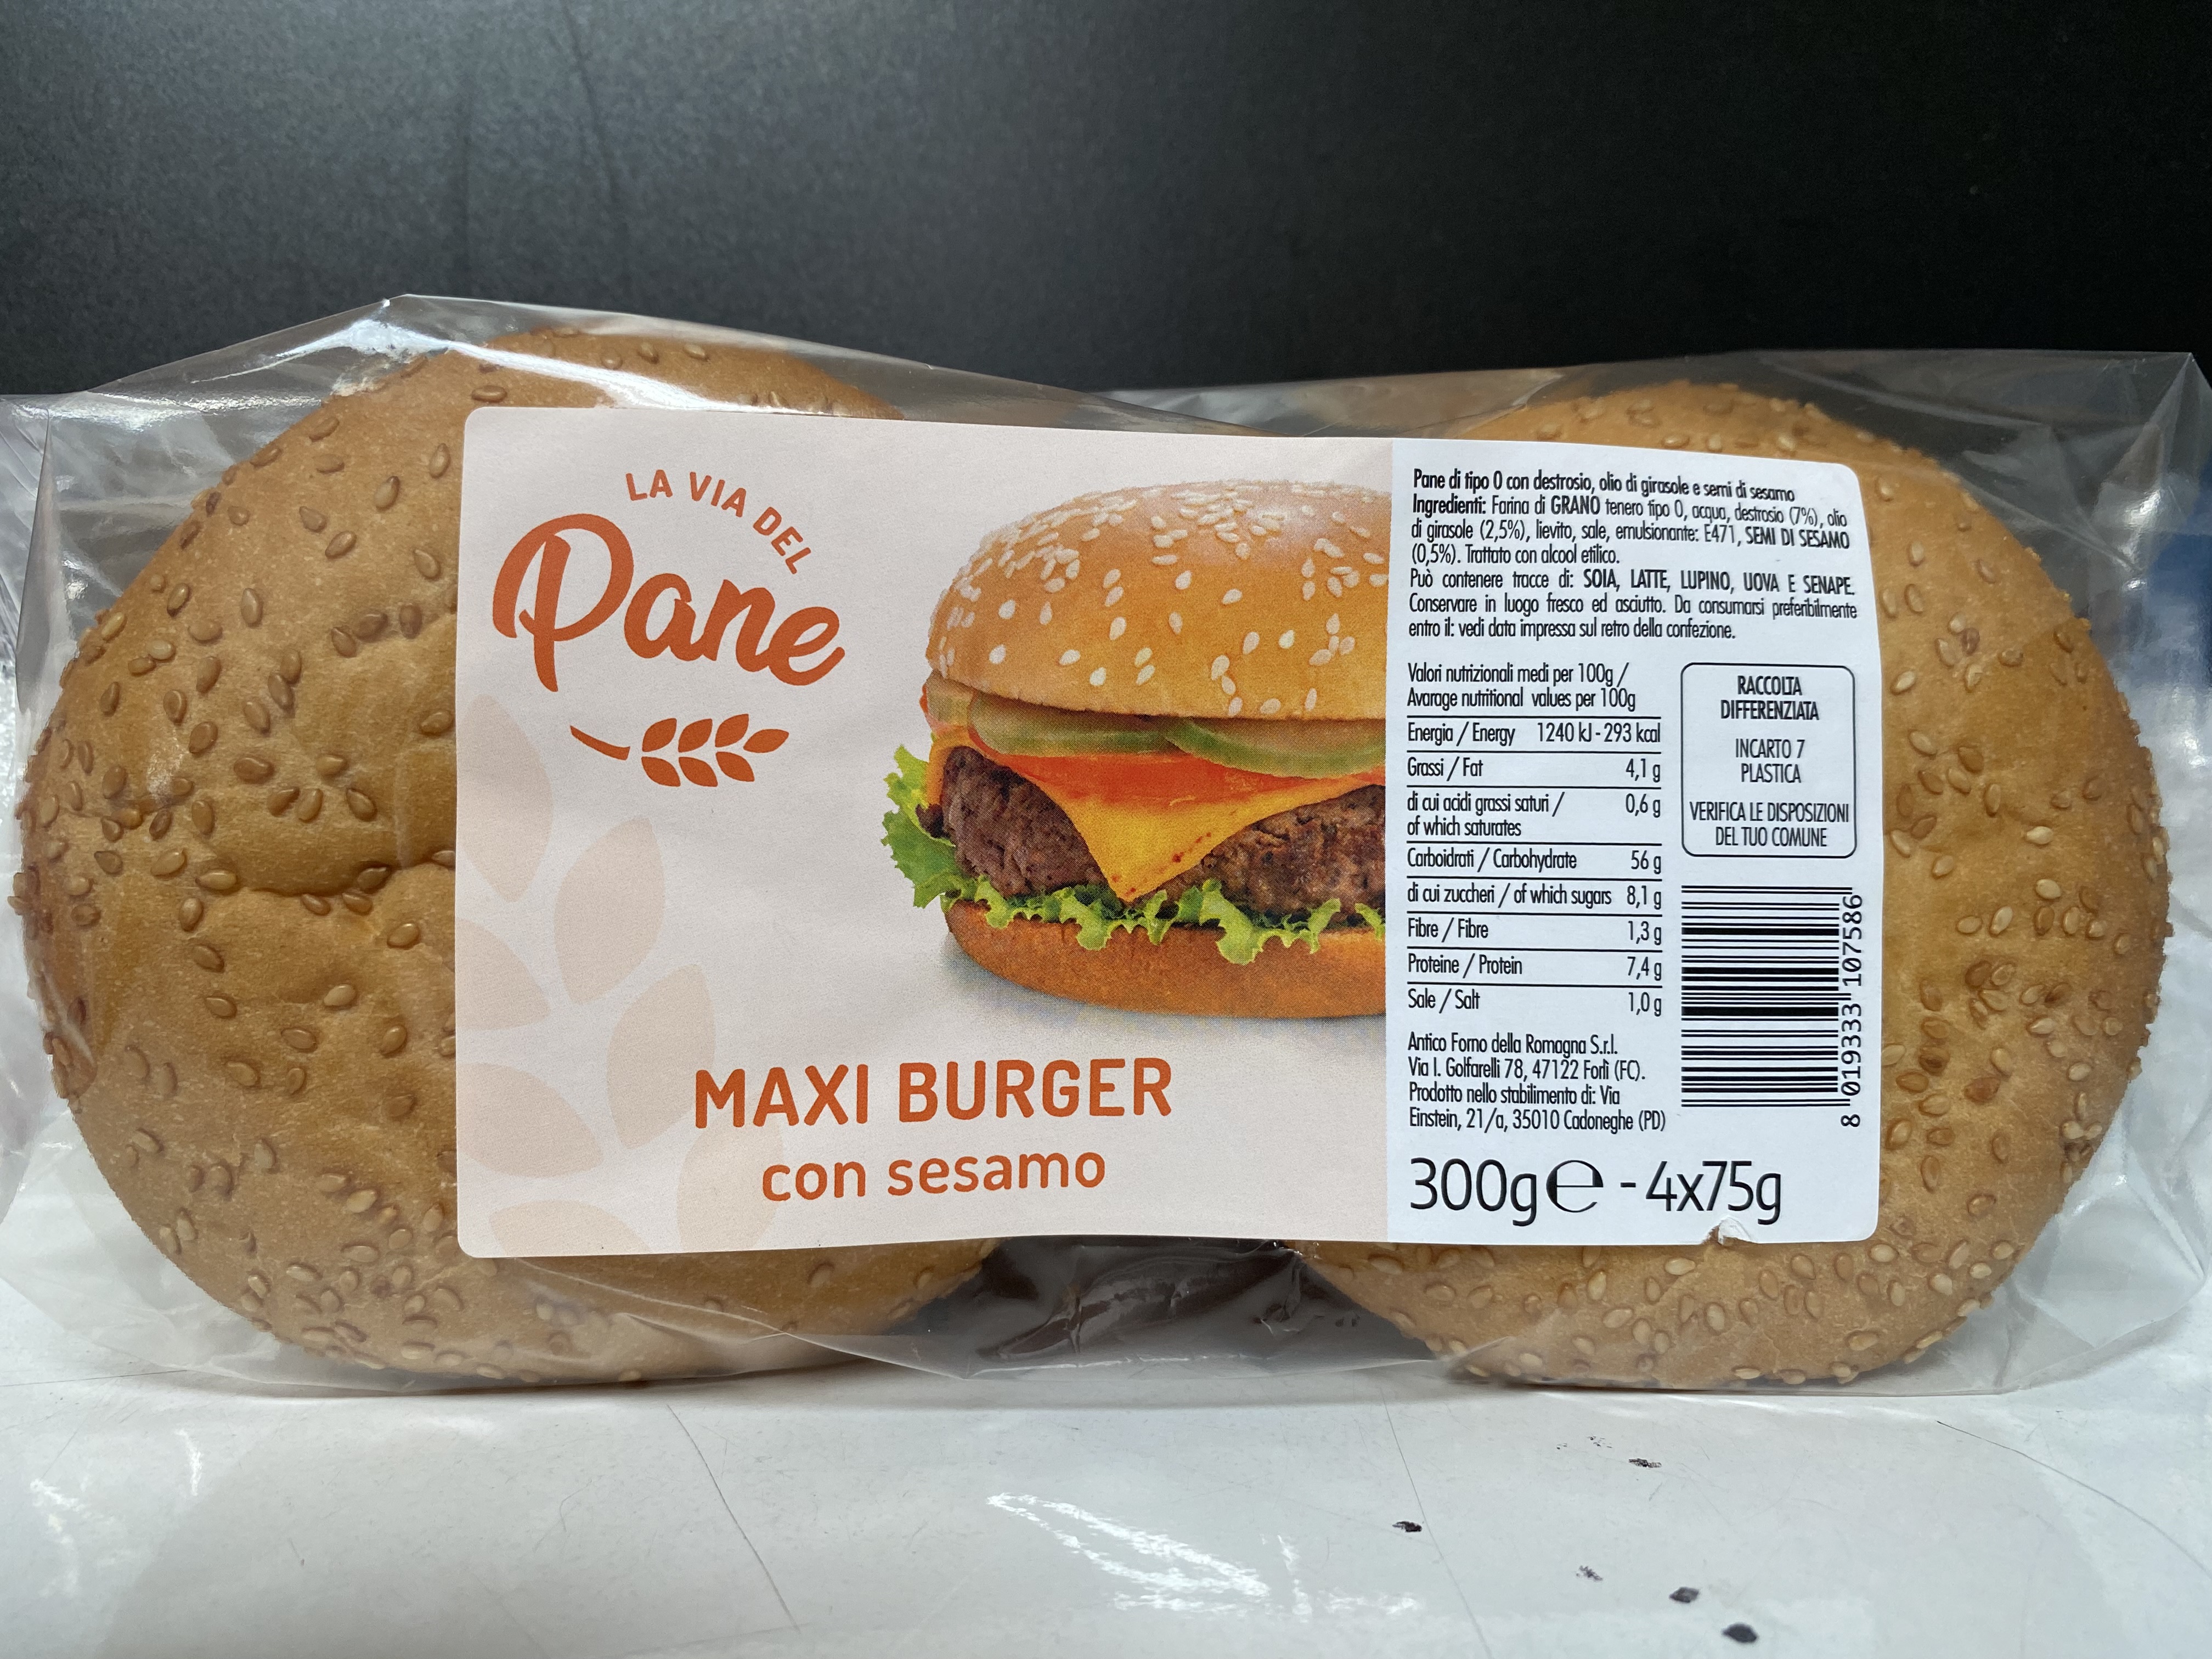 LA VIA DEL
Pane
MAXI BURGER
con sesamo
Pane di tipo 0 con destrosio, olio di girasole e semi di sesamo
Ingredienti: Farina di GRANO tenero tipo 0, acqua, destrosio (7%), olio
di girasole (2,5%), lievito, sale, emulsionante: E471, SEMI DI SESAMO
(0,5%). Trattato con alcool etilico.
Può contenere tracce di: SOIA, LATTE, LUPINO, UOVA E SENAPE.
Conservare in luogo fresco ed asciutto. Da consumarsi preferibilmente
entro il: vedi data impressa sul retro della confezione.
Valori nutrizionali medi per 100g /
Avarage nutritional values per 100g
Energia / Energy 1240 kJ - 293 kcal
Grassi / Fat 4,1 g
di cui acidi grassi saturi / 0,6 g
of which saturates
Carboidrati / Carbohydrate 56 g
di cui zuccheri / of which sugars 8,1 g
Fibre / Fibre 1,3 g
Proteine / Protein 7,4 g
Sale / Salt 1,0 g
RACCOLTA
DIFFERENZIATA
INCARTO 7
PLASTICA
VERIFICA LE DISPOSIZIONI
DEL TUO COMUNE
8 019333 107586
Antico Forno della Romagna S.r.l.
Via I. Golfarelli 78, 47122 Forlì (FC).
Prodotto nello stabilimento di: Via
Einstein, 21/a, 35010 Cadoneghe (PD)
300g℮ - 4x75g